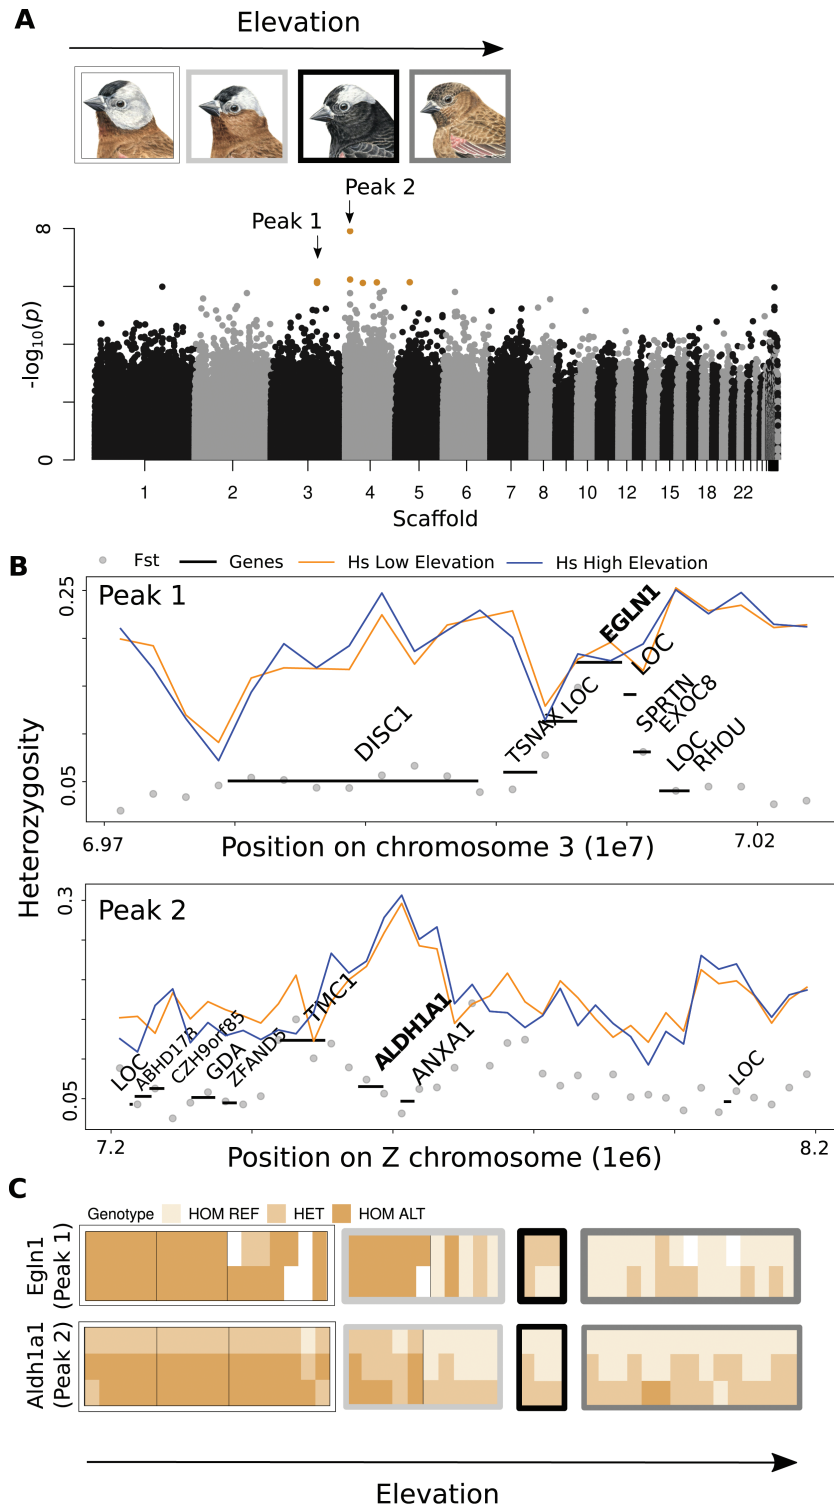 A
Elevation
Peak 2
Peak 1
8
-log10(p)
0
1 2 3 4 5 6 7 8 10 12 15 18 22
Scaffold
B
Fst Genes Hs Low Elevation Hs High Elevation
Heterozygosity
Peak 1
0.25
0.05
EGLN1
LOC
LOC
SPRTN
EXOC8
DISC1
TSNAX
LOC
RHOU
6.97 7.02
Position on chromosome 3 (1e7)
Peak 2
0.3
0.05
TMC1
ALDH1A1
LOC
ABHD17B
CZH9orf85
GDA
ZFAND5
ANXA1
LOC
7.2 8.2
Position on Z chromosome (1e6)
C
Genotype HOM REF HET HOM ALT
Egln1
(Peak 1)
Aldh1a1
(Peak 2)
Elevation